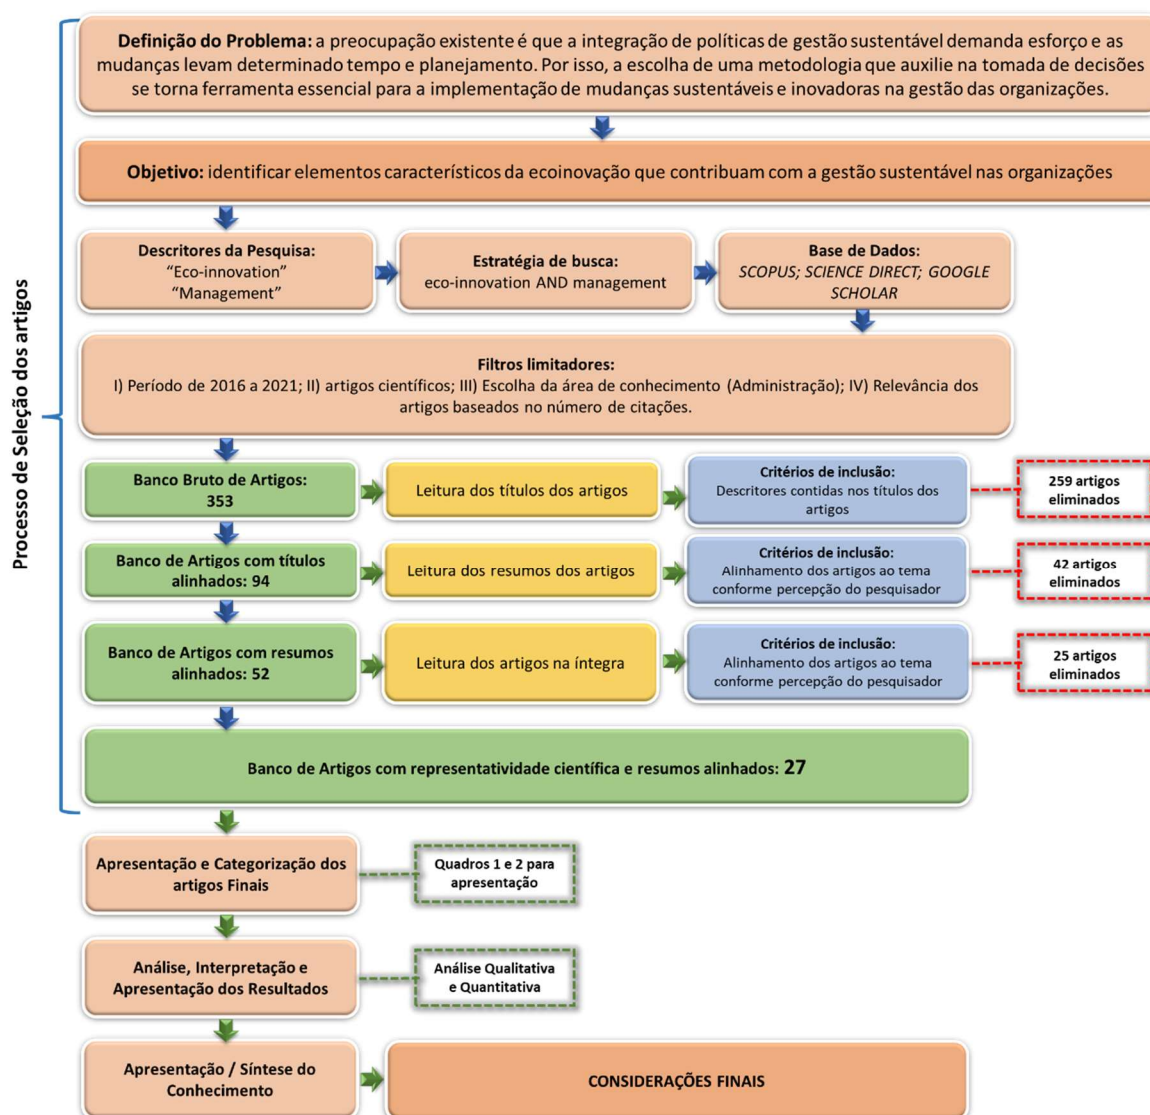 Processo de Seleção dos artigos
Definição do Problema: a preocupação existente é que a integração de políticas de gestão sustentável demanda esforço e as
mudanças levam determinado tempo e planejamento. Por isso, a escolha de uma metodologia que auxilie na tomada de decisões
se torna ferramenta essencial para a implementação de mudanças sustentáveis e inovadoras na gestão das organizações.
Objetivo: identificar elementos característicos da ecoinovação que contribuam com a gestão sustentável nas organizações
Descritores da Pesquisa:
“Eco-innovation”
“Management”
Estratégia de busca:
eco-innovation AND management
Base de Dados:
SCOPUS; SCIENCE DIRECT; GOOGLE
SCHOLAR
Filtros limitadores:
I) Período de 2016 a 2021; II) artigos científicos; III) Escolha da área de conhecimento (Administração); IV) Relevância dos
artigos baseados no número de citações.
Banco Bruto de Artigos:
353
Leitura dos títulos dos artigos
Critérios de inclusão:
Descritores contidas nos títulos dos
artigos
259 artigos
eliminados
Banco de Artigos com títulos
alinhados: 94
Leitura dos resumos dos artigos
Critérios de inclusão:
Alinhamento dos artigos ao tema
conforme percepção do pesquisador
42 artigos
eliminados
Banco de Artigos com resumos
alinhados: 52
Leitura dos artigos na íntegra
Critérios de inclusão:
Alinhamento dos artigos ao tema
conforme percepção do pesquisador
25 artigos
eliminados
Banco de Artigos com representatividade científica e resumos alinhados: 27
Apresentação e Categorização dos
artigos Finais
Quadros 1 e 2 para
apresentação
Análise, Interpretação e
Apresentação dos Resultados
Análise Qualitativa
e Quantitativa
Apresentação / Síntese do
Conhecimento
CONSIDERAÇÕES FINAIS